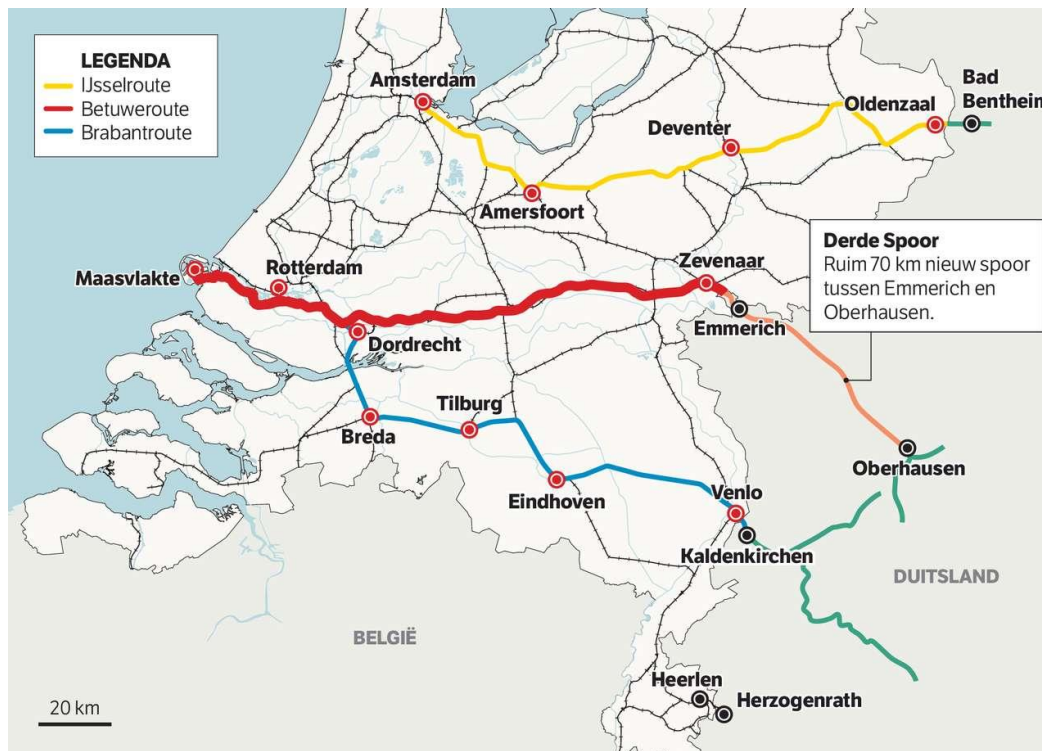 LEGENDA
IJsselroute
Betuweroute
Brabantroute
Amsterdam
Amersfoort
Deventer
Oldenzaal
Bad
Bentheim
Derde Spoor
Ruim 70 km nieuw spoor
tussen Emmerich en
Oberhausen.
Maasvlakte
Rotterdam
Dordrecht
Zevenaar
Emmerich
Breda
Tilburg
Eindhoven
Venlo
Kaldenkirchen
Oberhausen
DUITSLAND
BELGIË
Heerlen
Herzogenrath
20 km